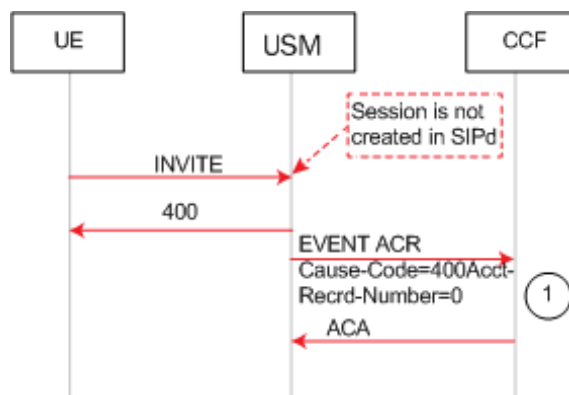 UE
USM
CCF
Session is not
created in SIPd
INVITE
400
EVENT ACR
Cause-Code=400Acct-
Recrd-Number=0
1
ACA